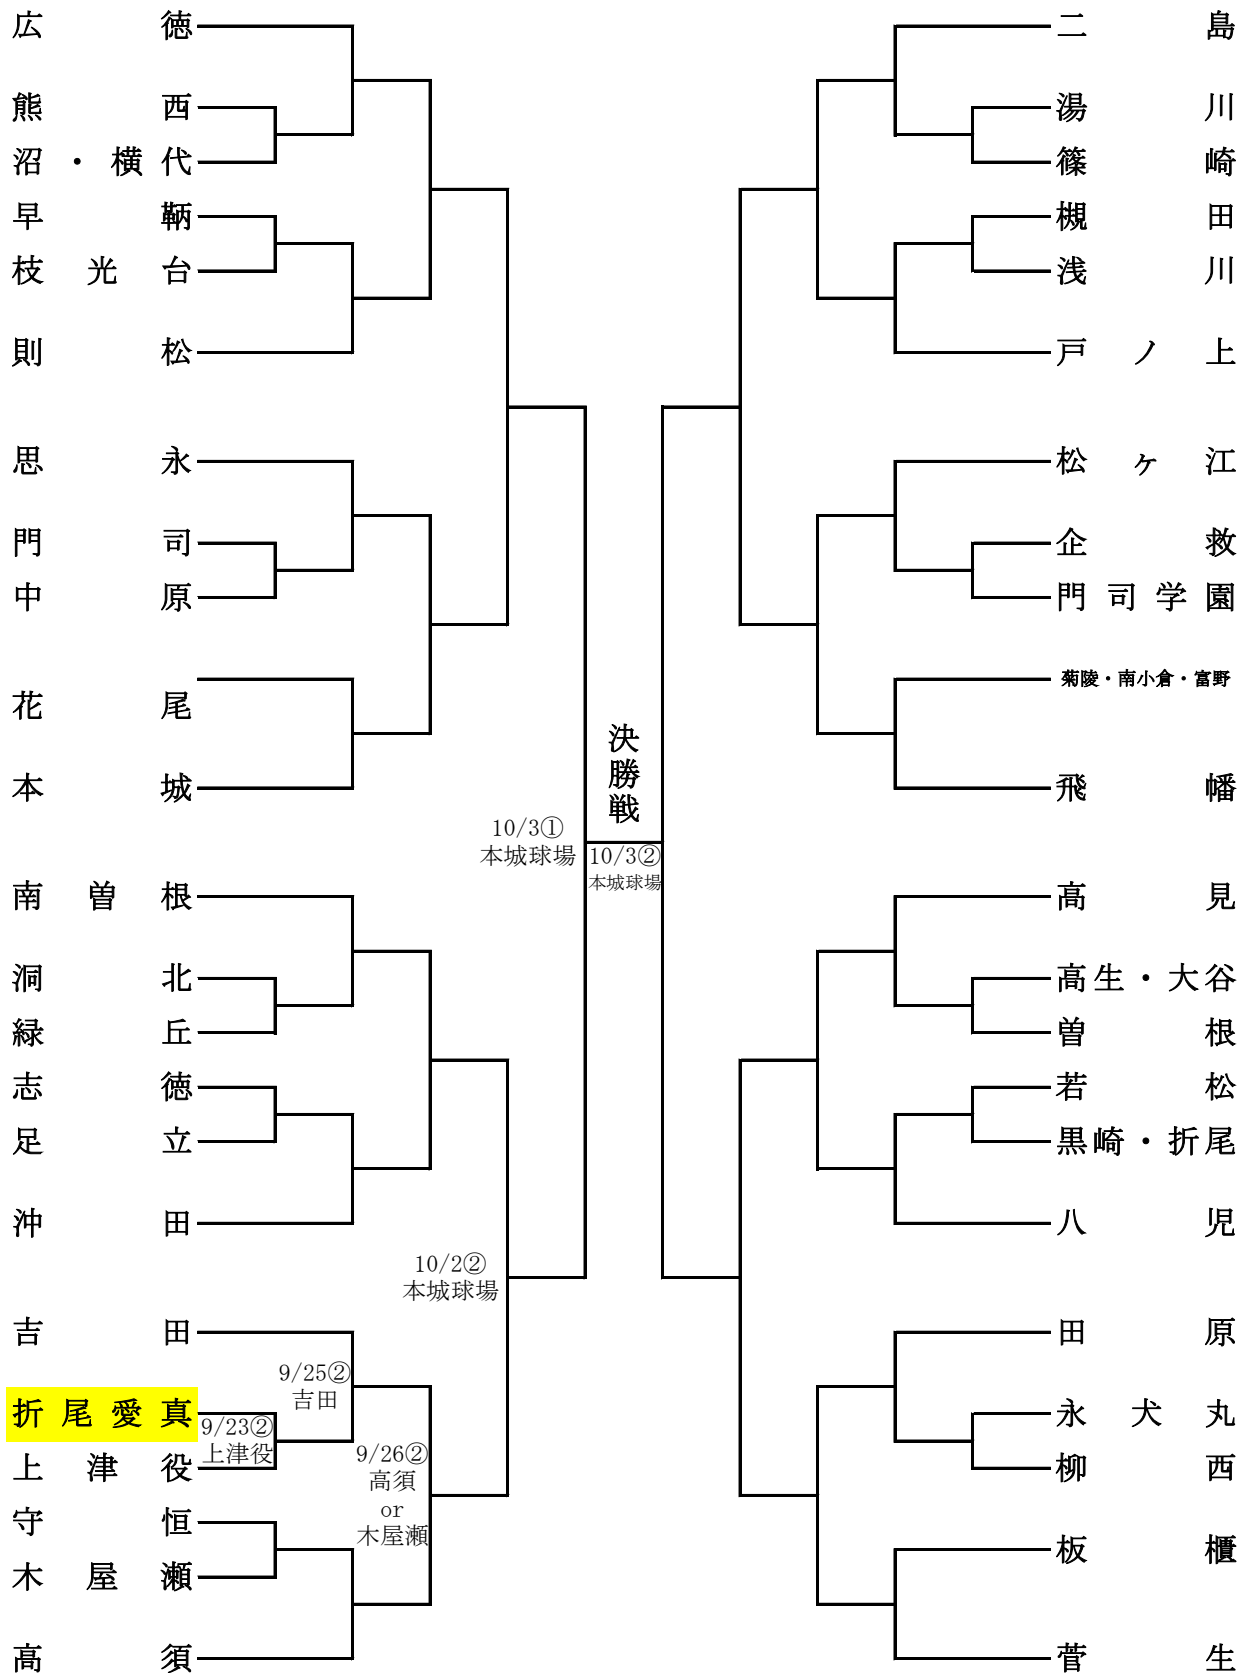 広徳
熊西
沼・横代
早鞆
枝光台
則松
思永
門司
中原
花尾
本城
南曽根
洞北
緑丘
志徳
足立
沖田
吉田
折尾愛真
上津役
守恒
木屋瀬
高須
9/23②
上津役
9/25②
吉田
9/26②
高須
or
木屋瀬
10/2②
本城球場
10/3①
本城球場
決勝戦
10/3②
本城球場
二島
湯川
篠崎
槻田
浅川
戸ノ上
松ヶ江
企救
門司学園
菊陵・南小倉・富野
飛幡
高見
高生・大谷
曽根
若松
黒崎・折尾
八児
田原
永犬丸
柳西
板櫃
菅生